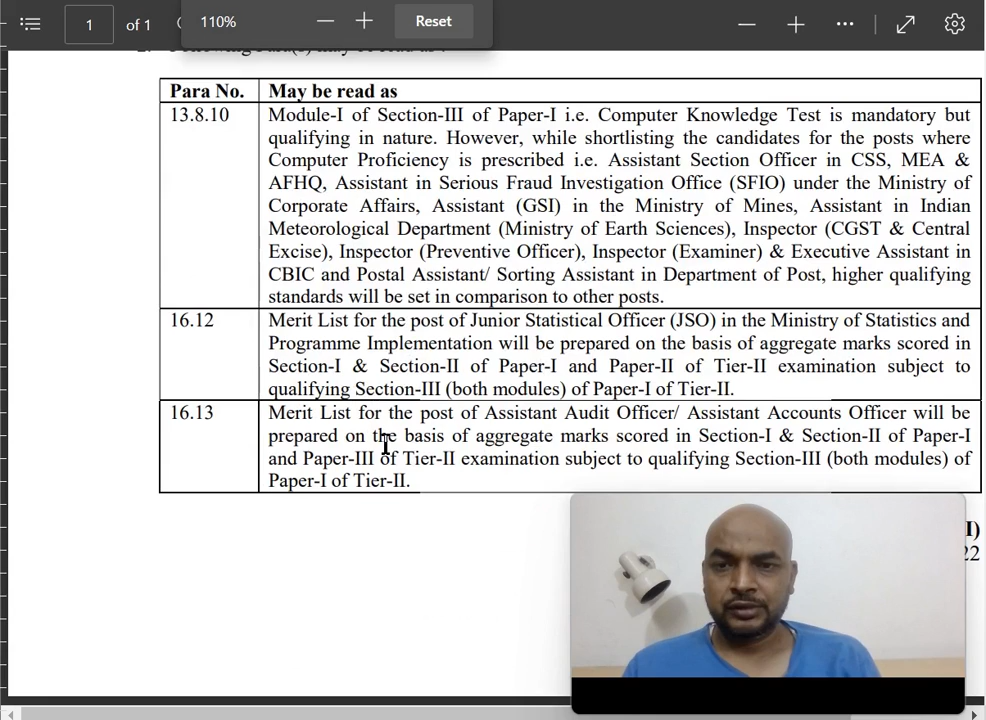 1 of 1
110%
Reset
Para No. May be read as
13.8.10 Module-I of Section-III of Paper-I i.e. Computer Knowledge Test is mandatory but
qualifying in nature. However, while shortlisting the candidates for the posts where
Computer Proficiency is prescribed i.e. Assistant Section Officer in CSS, MEA &
AFHQ, Assistant in Serious Fraud Investigation Office (SFIO) under the Ministry of
Corporate Affairs, Assistant (GSI) in the Ministry of Mines, Assistant in Indian
Meteorological Department (Ministry of Earth Sciences), Inspector (CGST & Central
Excise), Inspector (Preventive Officer), Inspector (Examiner) & Executive Assistant in
CBIC and Postal Assistant/ Sorting Assistant in Department of Post, higher qualifying
standards will be set in comparison to other posts.
16.12 Merit List for the post of Junior Statistical Officer (JSO) in the Ministry of Statistics and
Programme Implementation will be prepared on the basis of aggregate marks scored in
Section-I & Section-II of Paper-I and Paper-II of Tier-II examination subject to
qualifying Section-III (both modules) of Paper-I of Tier-II.
16.13 Merit List for the post of Assistant Audit Officer/ Assistant Accounts Officer will be
prepared on the basis of aggregate marks scored in Section-I & Section-II of Paper-I
and Paper-III of Tier-II examination subject to qualifying Section-III (both modules) of
Paper-I of Tier-II.
I)
22